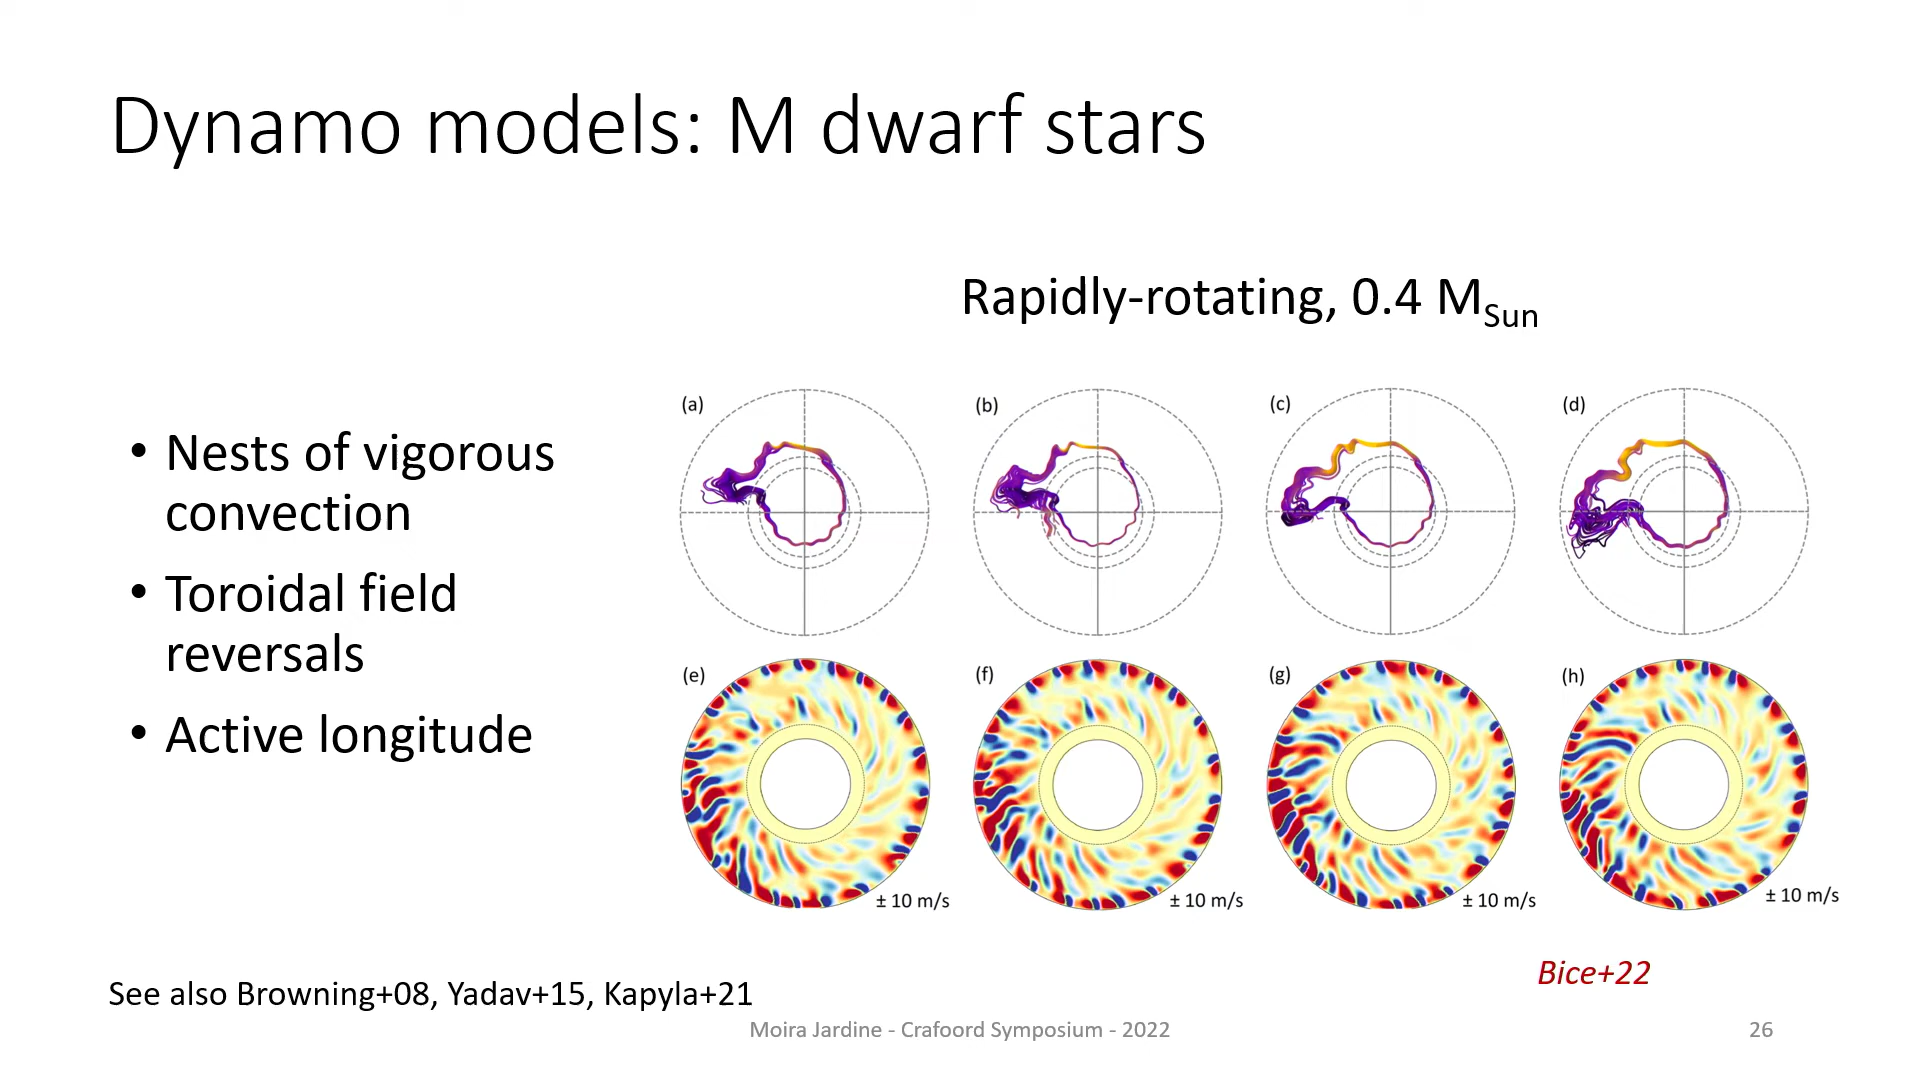 Dynamo models: M dwarf stars
Rapidly-rotating, 0.4 MSun
• Nests of vigorous
convection
• Toroidal field
reversals
• Active longitude
(a)
(b)
(c)
(d)
(e)
(f)
(g)
(h)
± 10 m/s
± 10 m/s
± 10 m/s
± 10 m/s
Bice+22
See also Browning+08, Yadav+15, Kapyla+21
Moira Jardine - Crafoord Symposium - 2022
26